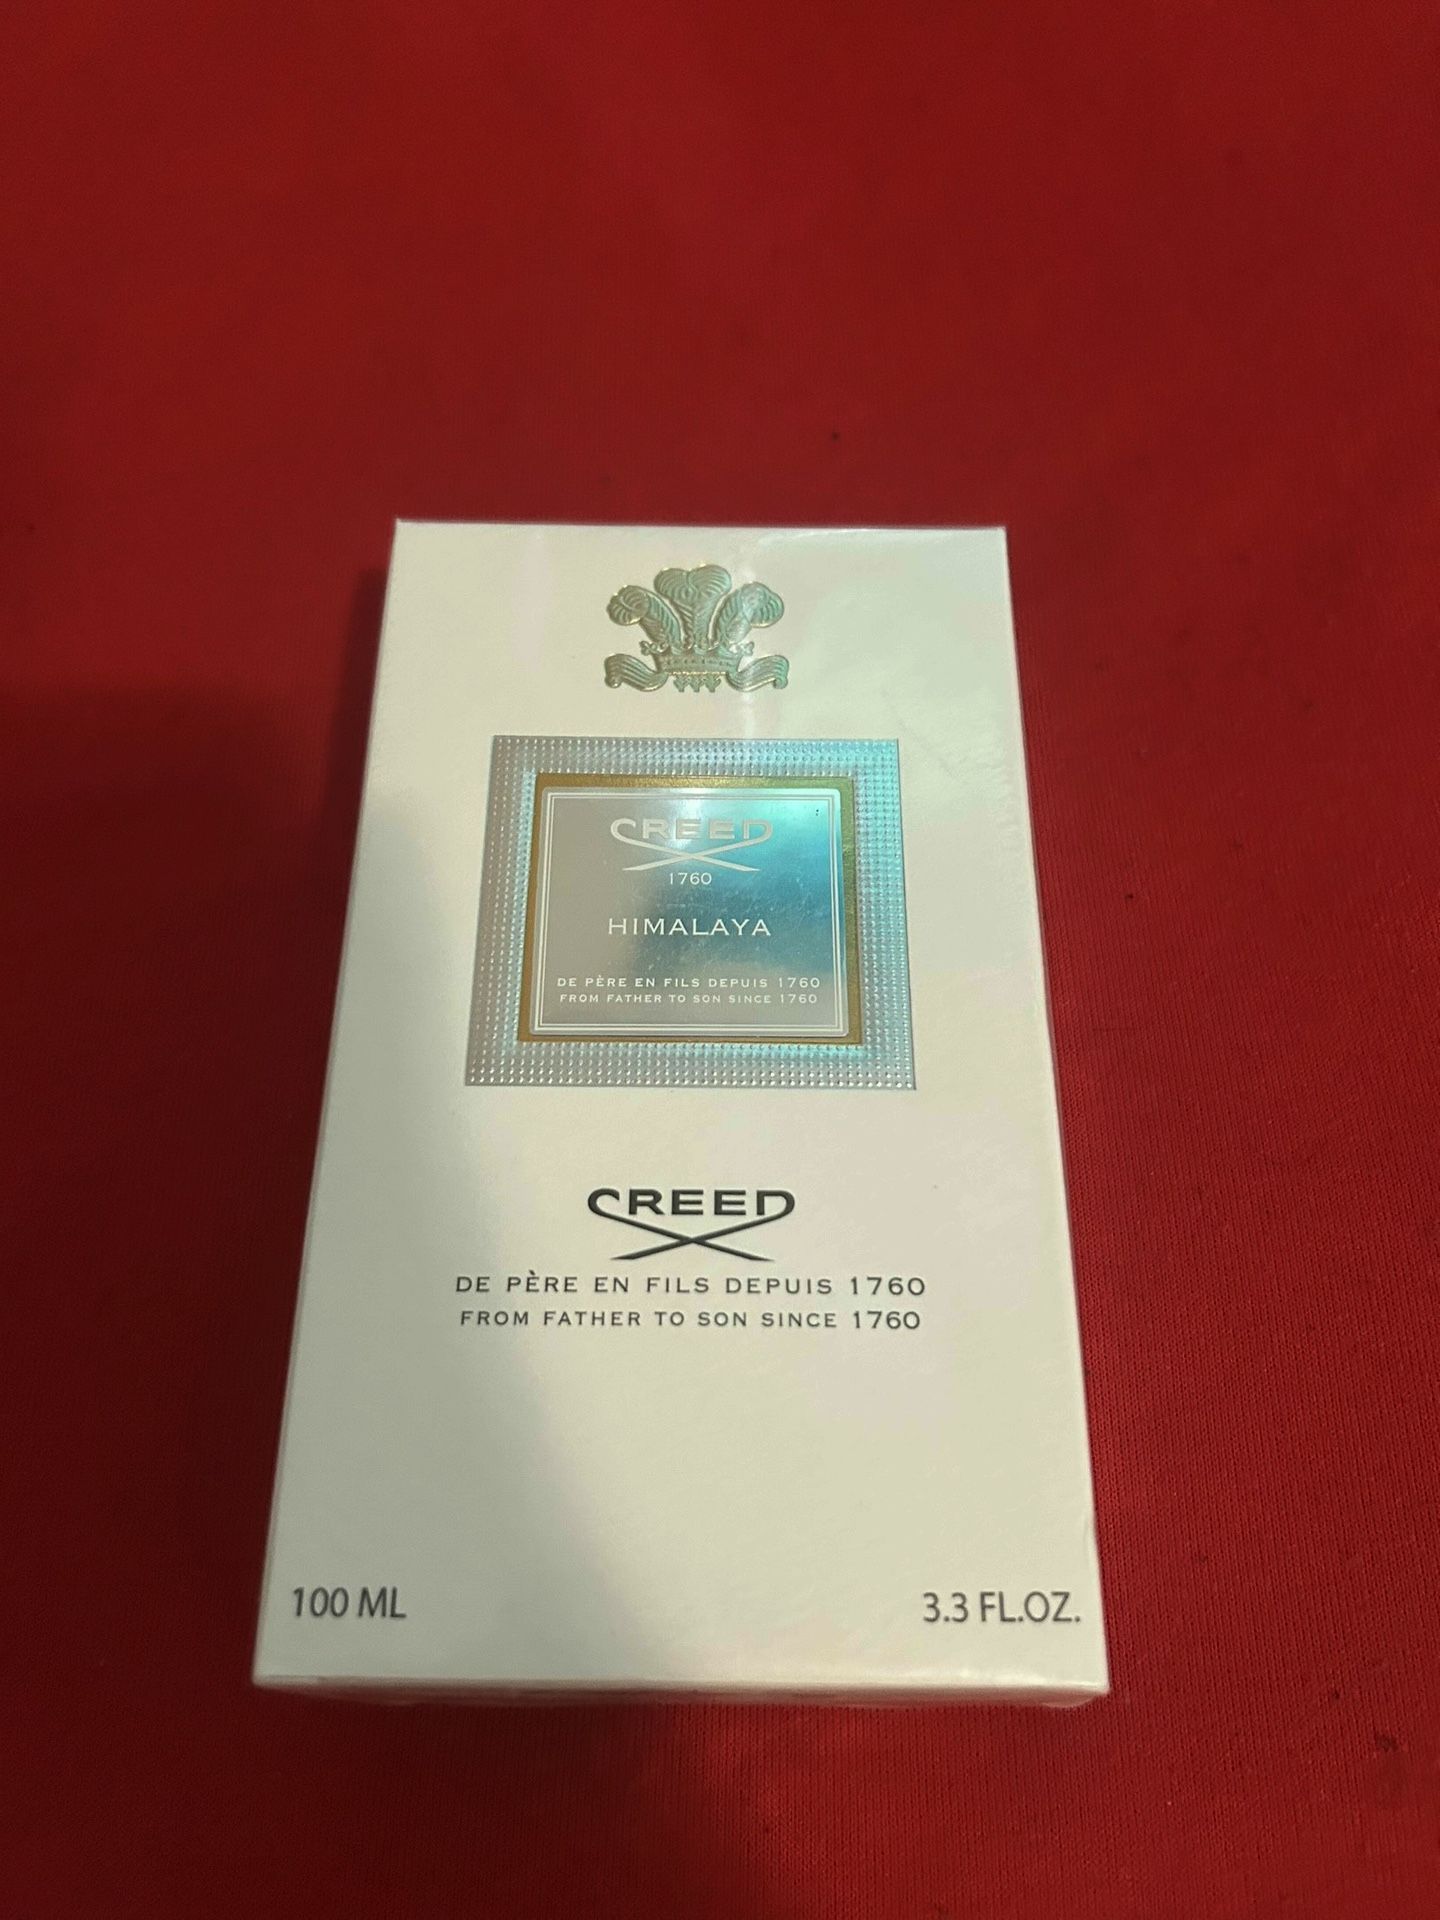 CREED
1760
HIMALAYA
DE PÈRE EN FILS DEPUIS 1760
FROM FATHER TO SON SINCE 1760
CREED
DE PÈRE EN FILS DEPUIS 1760
FROM FATHER TO SON SINCE 1760
100 ML 3.3 FL.OZ.